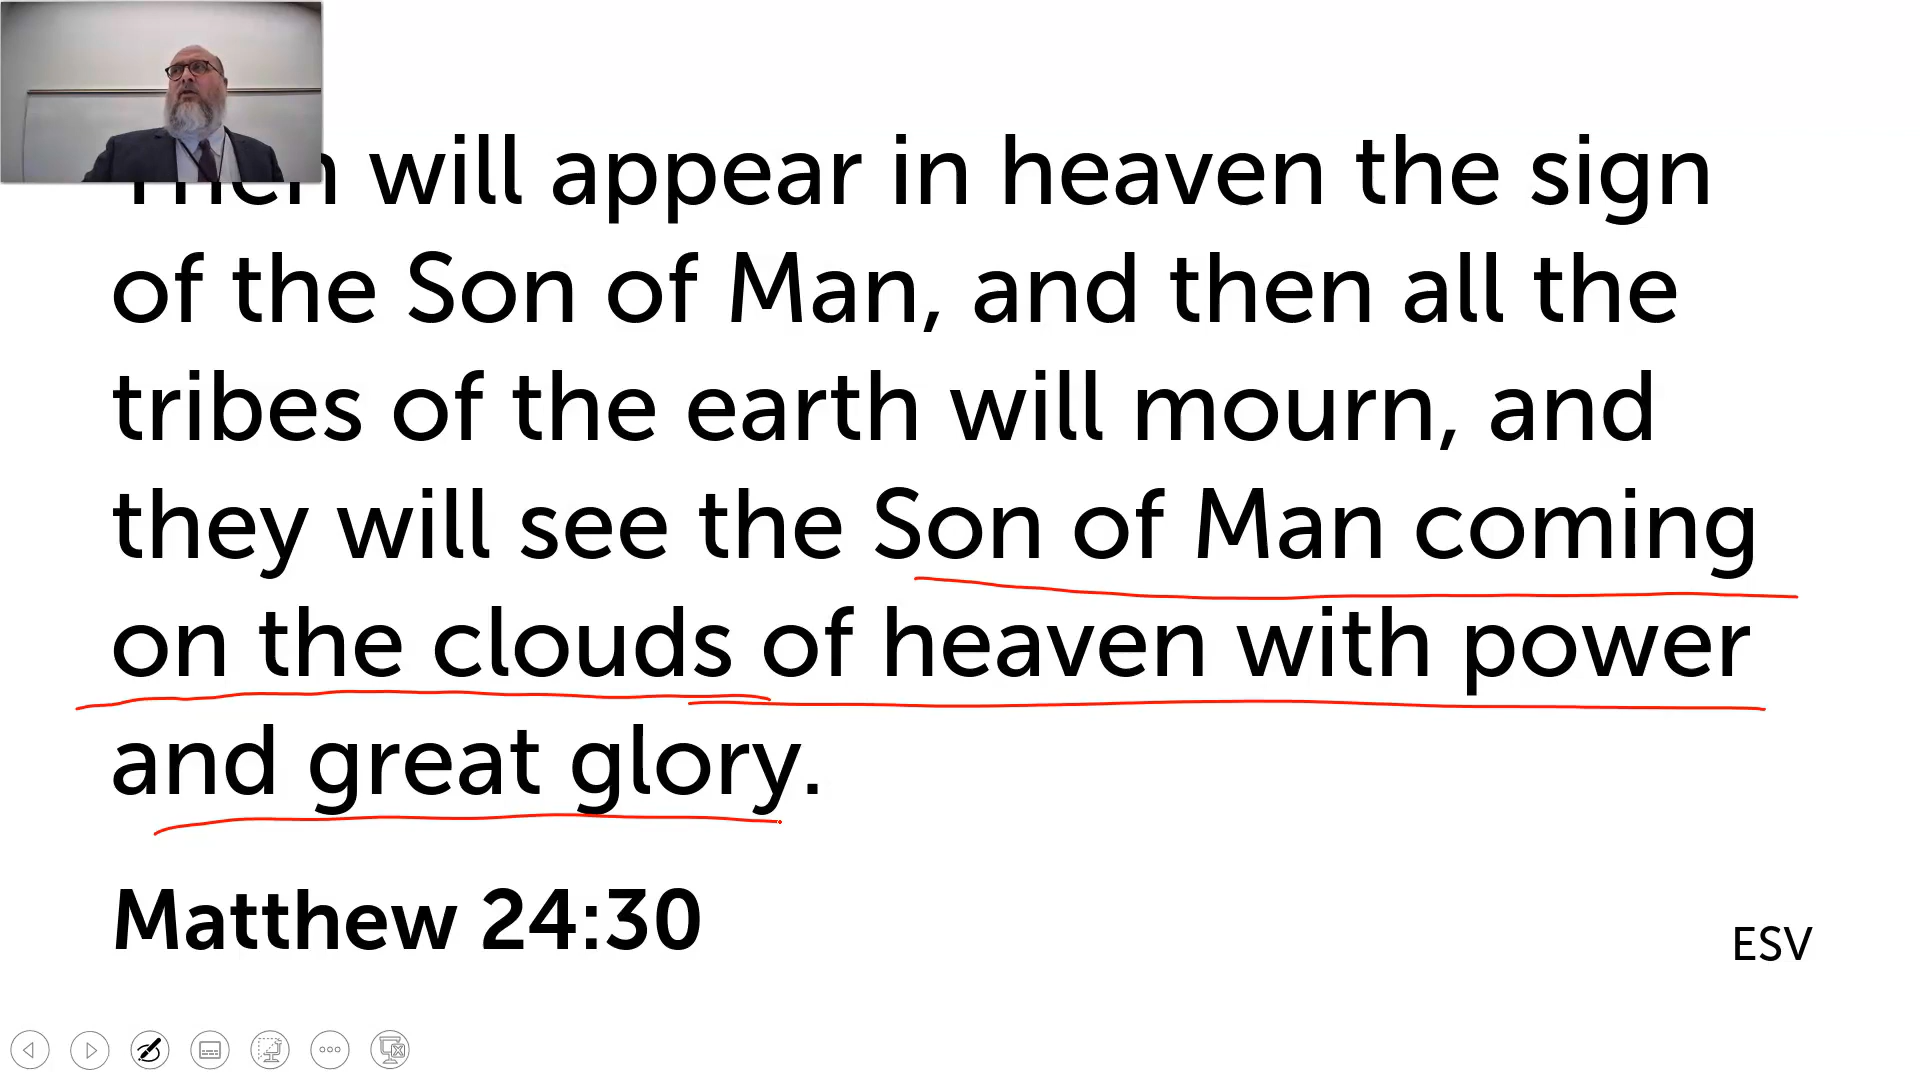 Then will appear in heaven the sign
of the Son of Man, and then all the
tribes of the earth will mourn, and
they will see the Son of Man coming
on the clouds of heaven with power
and great glory.
Matthew 24:30
ESV